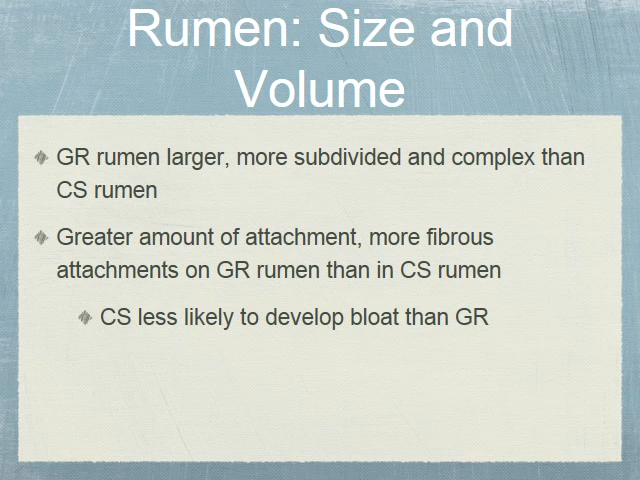 Rumen: Size and
Volume
GR rumen larger, more subdivided and complex than
CS rumen
Greater amount of attachment, more fibrous
attachments on GR rumen than in CS rumen
CS less likely to develop bloat than GR